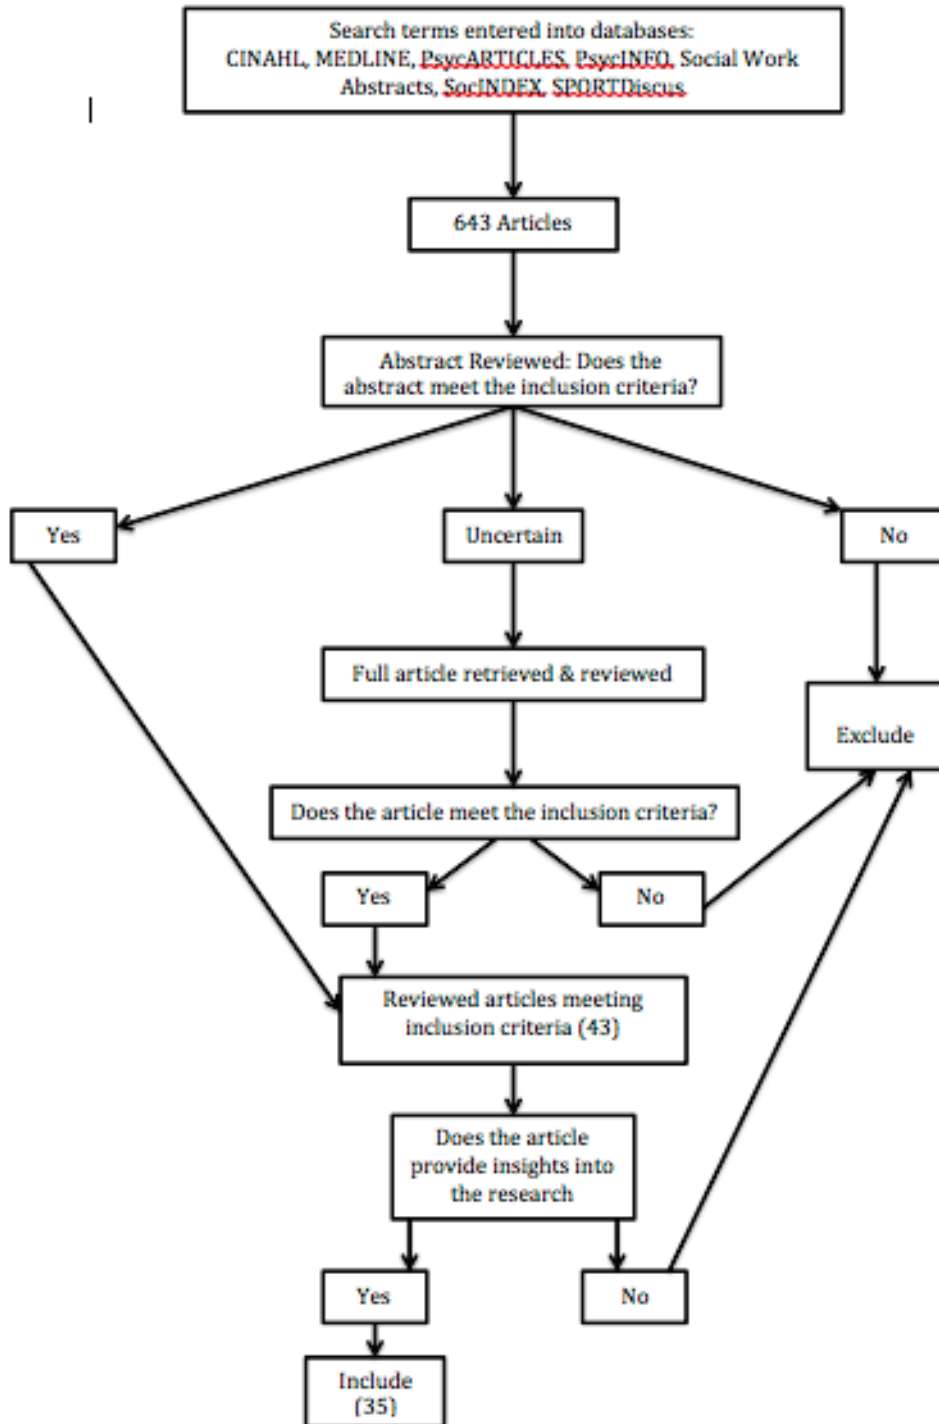 Search terms entered into databases:
CINAHL, MEDLINE, PsycARTICLES, PsycINFO, Social Work
Abstracts, SocINDEX, SPORTDiscus
643 Articles
Abstract Reviewed: Does the
abstract meet the inclusion criteria?
Yes
Uncertain
No
Full article retrieved & reviewed
Exclude
Does the article meet the inclusion criteria?
Yes
No
Reviewed articles meeting
inclusion criteria (43)
Does the article
provide insights into
the research
Yes
No
Include
(35)